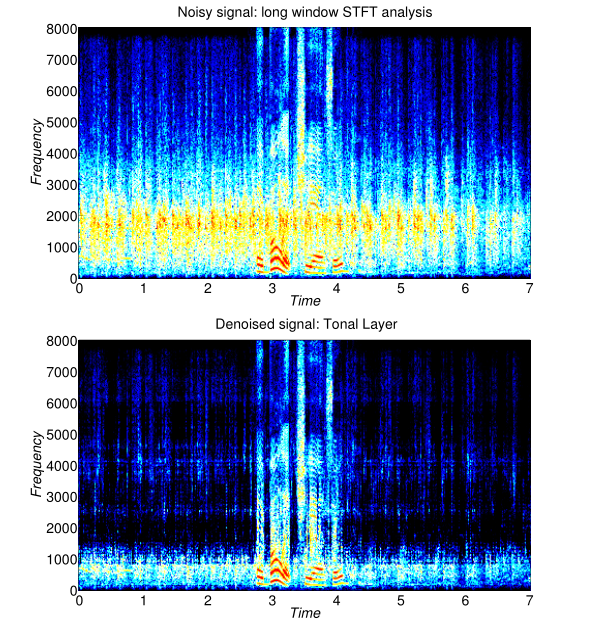 Noisy signal: long window STFT analysis
8000
7000
6000
5000
4000
3000
2000
1000
0
Frequency
0 1 2 3 4 5 6 7
Time
Denoised signal: Tonal Layer
8000
7000
6000
5000
4000
3000
2000
1000
0
Frequency
0 1 2 3 4 5 6 7
Time